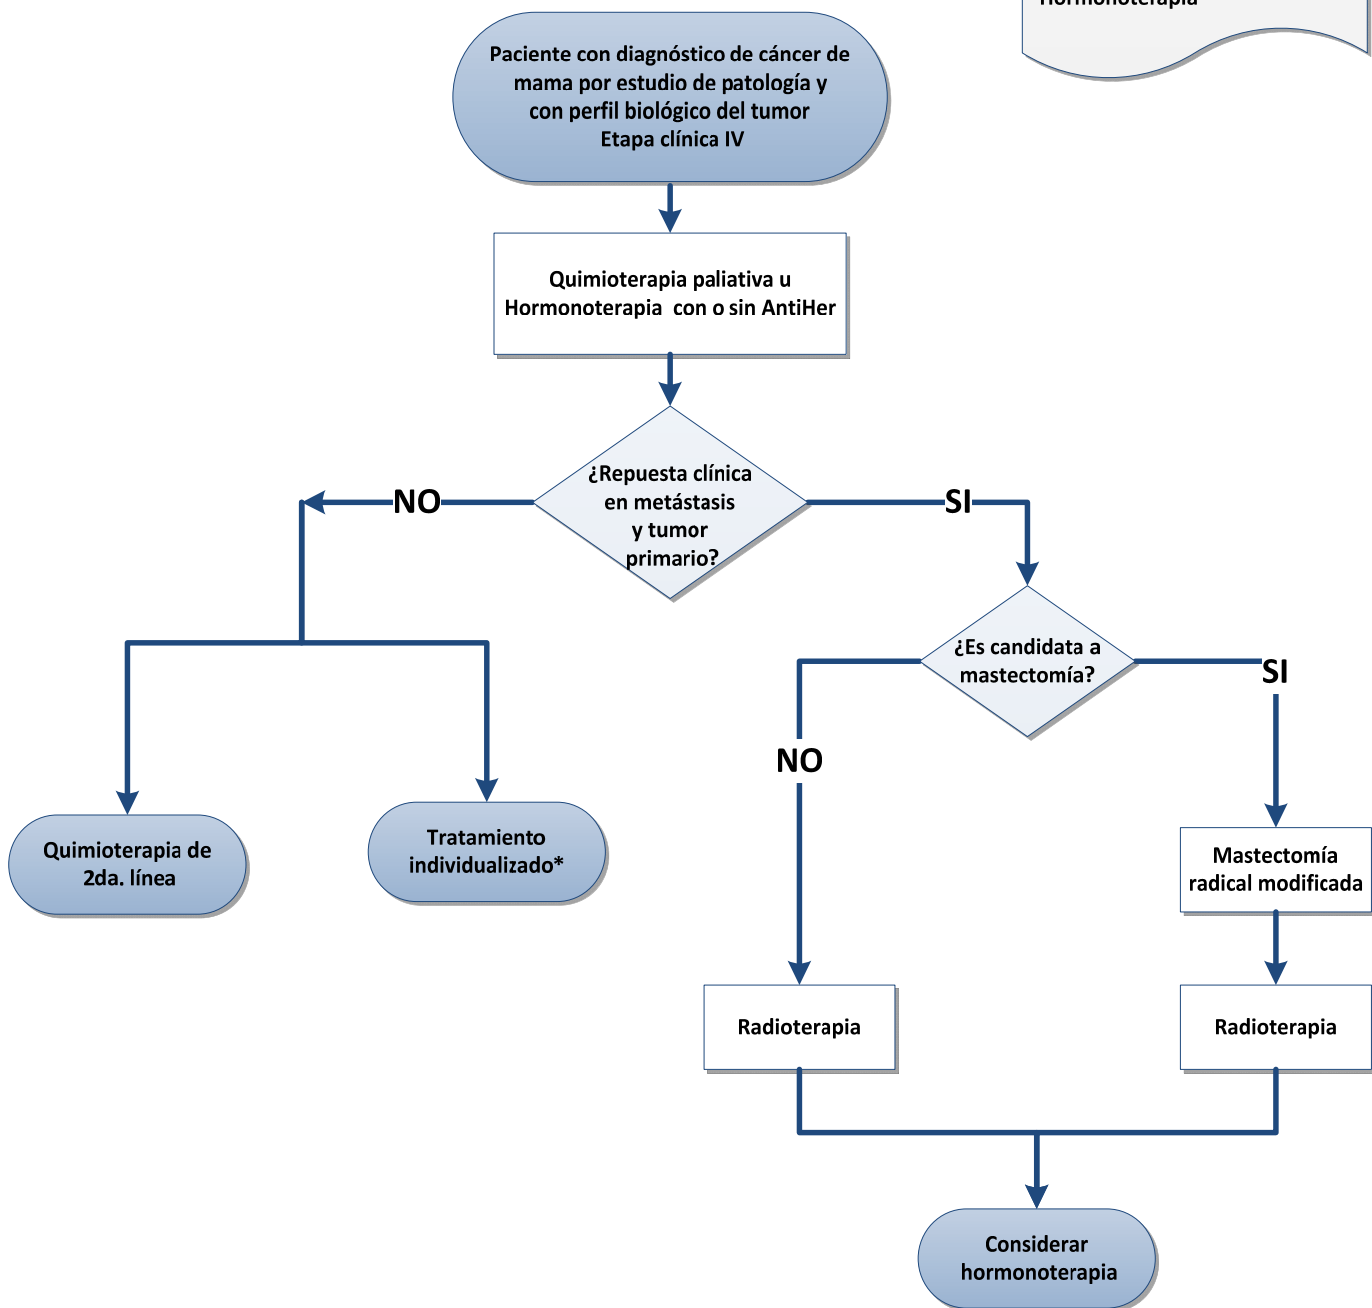 Hormonoterapia
Paciente con diagnóstico de cáncer de
mama por estudio de patología y
con perfil biológico del tumor
Etapa clínica IV
Quimioterapia paliativa u
Hormonoterapia con o sin AntiHer
¿Repuesta clínica
en metástasis
y tumor
primario?
NO
SI
¿Es candidata a
mastectomía?
NO
SI
Quimioterapia de
2da. línea
Tratamiento
individualizado*
Mastectomía
radical modificada
Radioterapia
Radioterapia
Considerar
hormonoterapia